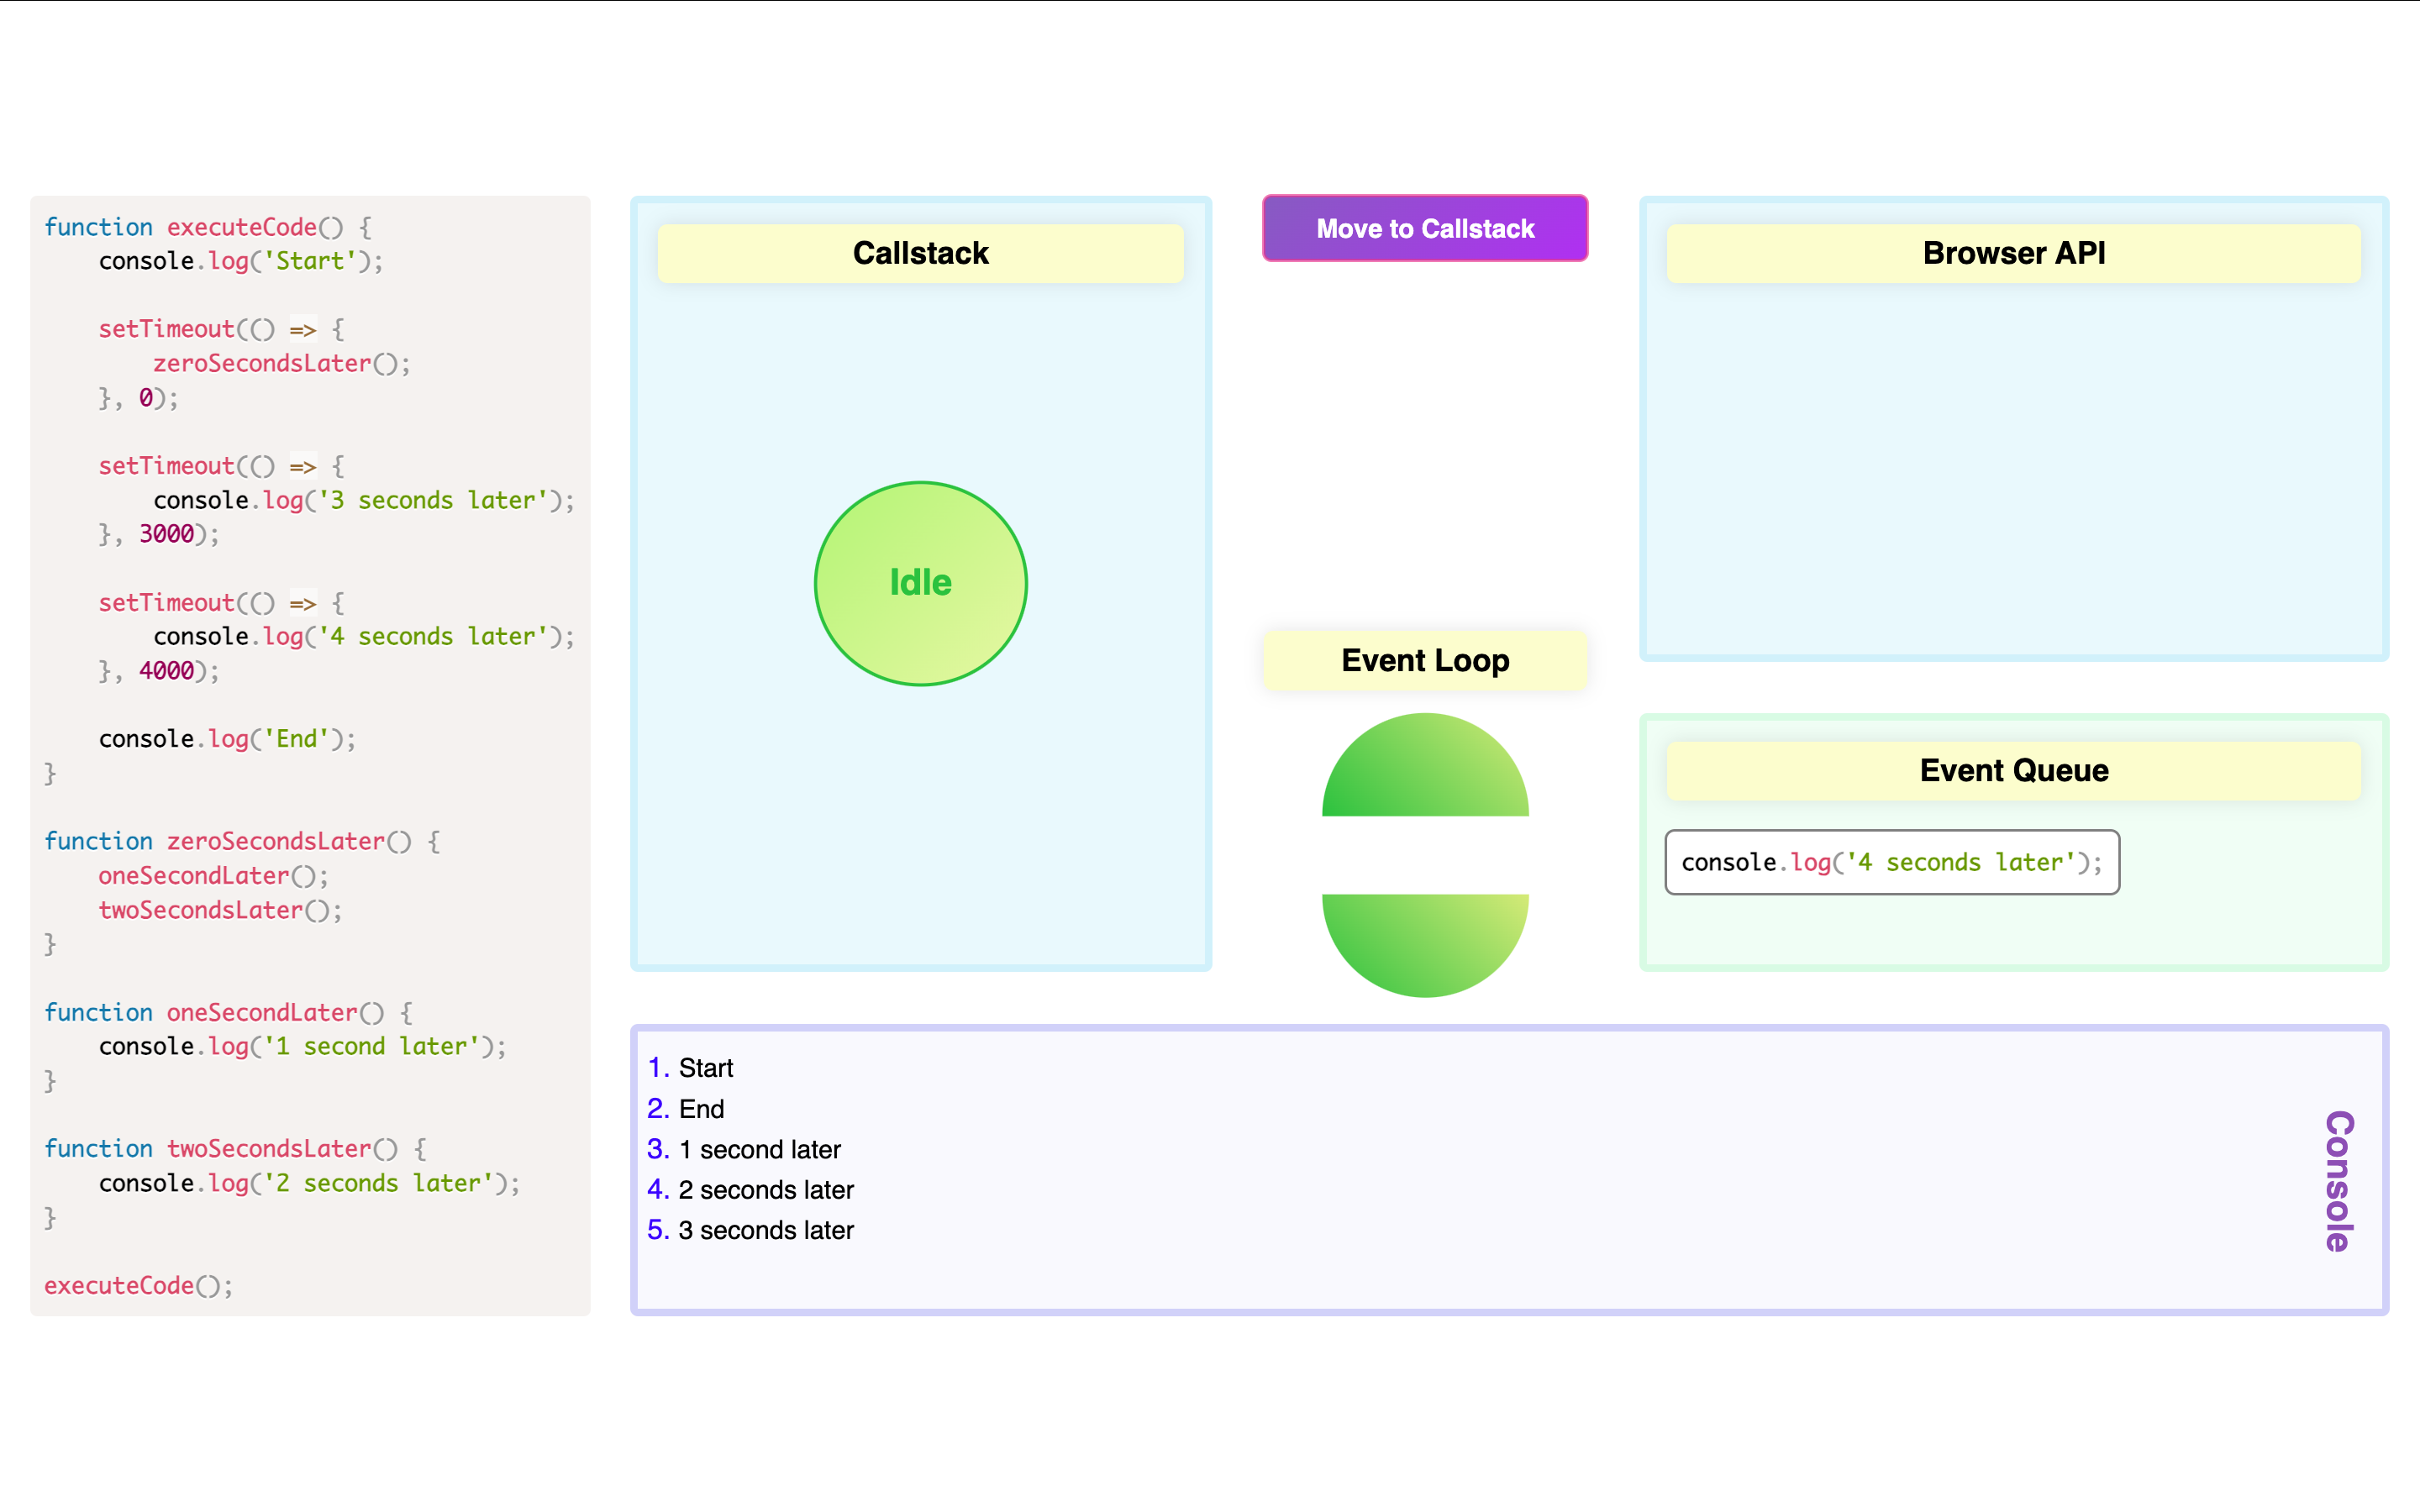 function executeCode() {
    console.log('Start');

    setTimeout(() => {
        zeroSecondsLater();
    }, 0);

    setTimeout(() => {
        console.log('3 seconds later');
    }, 3000);

    setTimeout(() => {
        console.log('4 seconds later');
    }, 4000);

    console.log('End');
}

function zeroSecondsLater() {
    oneSecondLater();
    twoSecondsLater();
}

function oneSecondLater() {
    console.log('1 second later');
}

function twoSecondsLater() {
    console.log('2 seconds later');
}

executeCode();
Callstack
Idle
Move to Callstack
Event Loop
Browser API
Event Queue
console.log('4 seconds later');
1. Start
2. End
3. 1 second later
4. 2 seconds later
5. 3 seconds later
Console